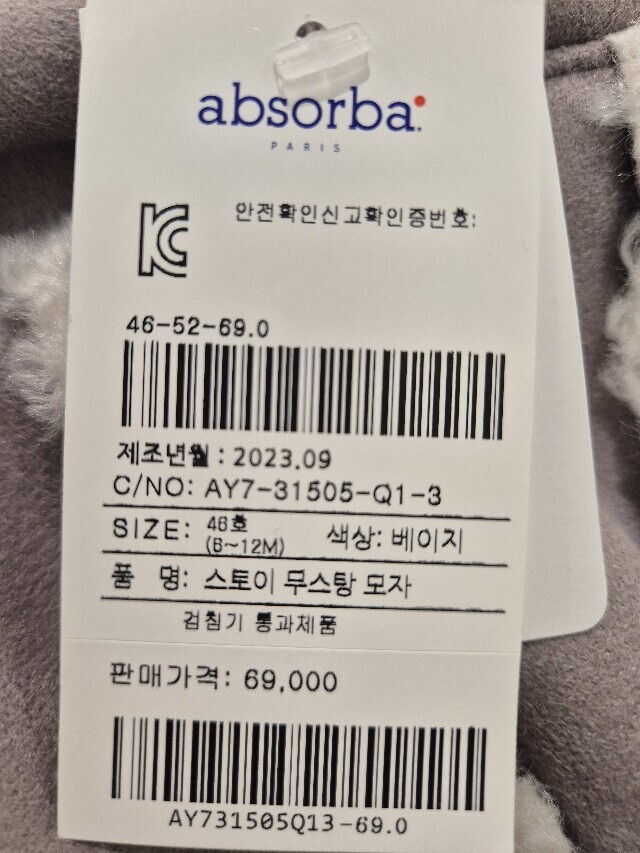 absorba.
PARIS
안전확인신고확인증번호:
46-52-69.0
제조년월 : 2023.09
C/NO: AY7-31505-Q1-3
SIZE: 46호 (6~12M) 색상: 베이지
품 명: 스토이 무스탕 모자
검침기 통과제품
판매가격: 69,000
AY731505Q13-69.0